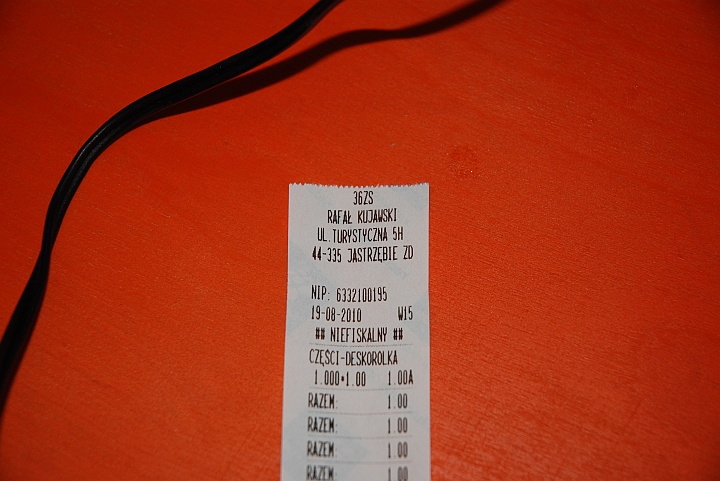 36ZS
RAFAŁ KUJAWSKI
UL.TURYSTYCZNA 5H
44-335 JASTRZĘBIE ZD
NIP: 6332100195
19-08-2010 W15
## NIEFISKALNY ##
CZĘŚCI-DESKOROLKA
1.000*1.00 1.00A
RAZEM: 1.00
RAZEM: 1.00
RAZEM: 1.00
RAZEM: 1.00